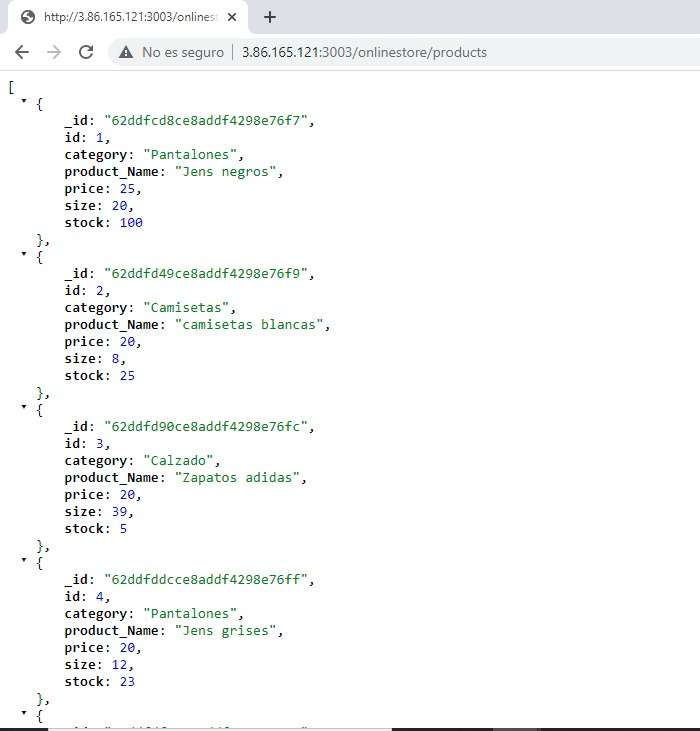 http://3.86.165.121:3003/onlinest
No es seguro | 3.86.165.121:3003/onlinestore/products
[
{
_id: "62ddfcd8ce8addf4298e76f7",
id: 1,
category: "Pantalones",
product_Name: "Jens negros",
price: 25,
size: 20,
stock: 100
},
{
_id: "62ddfd49ce8addf4298e76f9",
id: 2,
category: "Camisetas",
product_Name: "camisetas blancas",
price: 20,
size: 8,
stock: 25
},
{
_id: "62ddfd90ce8addf4298e76fc",
id: 3,
category: "Calzado",
product_Name: "Zapatos adidas",
price: 20,
size: 39,
stock: 5
},
{
_id: "62ddfddcce8addf4298e76ff",
id: 4,
category: "Pantalones",
product_Name: "Jens grises",
price: 20,
size: 12,
stock: 23
},
{